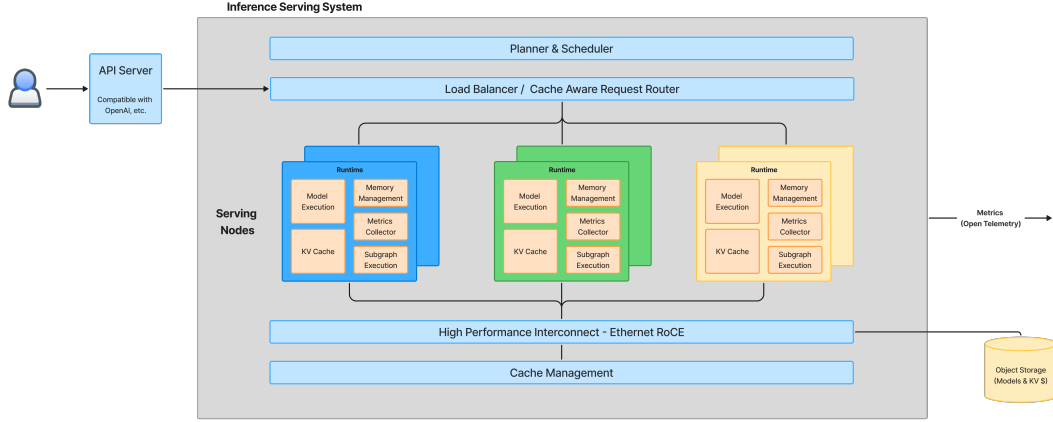 Inference Serving System
Planner & Scheduler
API Server
Compatible with
OpenAI, etc.
Load Balancer / Cache Aware Request Router
Serving
Nodes
Runtime
Model
Execution
Memory
Management
Metrics
Collector
KV Cache
Subgraph
Execution
Runtime
Model
Execution
Memory
Management
Metrics
Collector
KV Cache
Subgraph
Execution
Runtime
Model
Execution
Memory
Management
Metrics
Collector
KV Cache
Subgraph
Execution
Metrics
(Open Telemetry)
High Performance Interconnect - Ethernet RoCE
Cache Management
Object Storage
(Models & KV $)